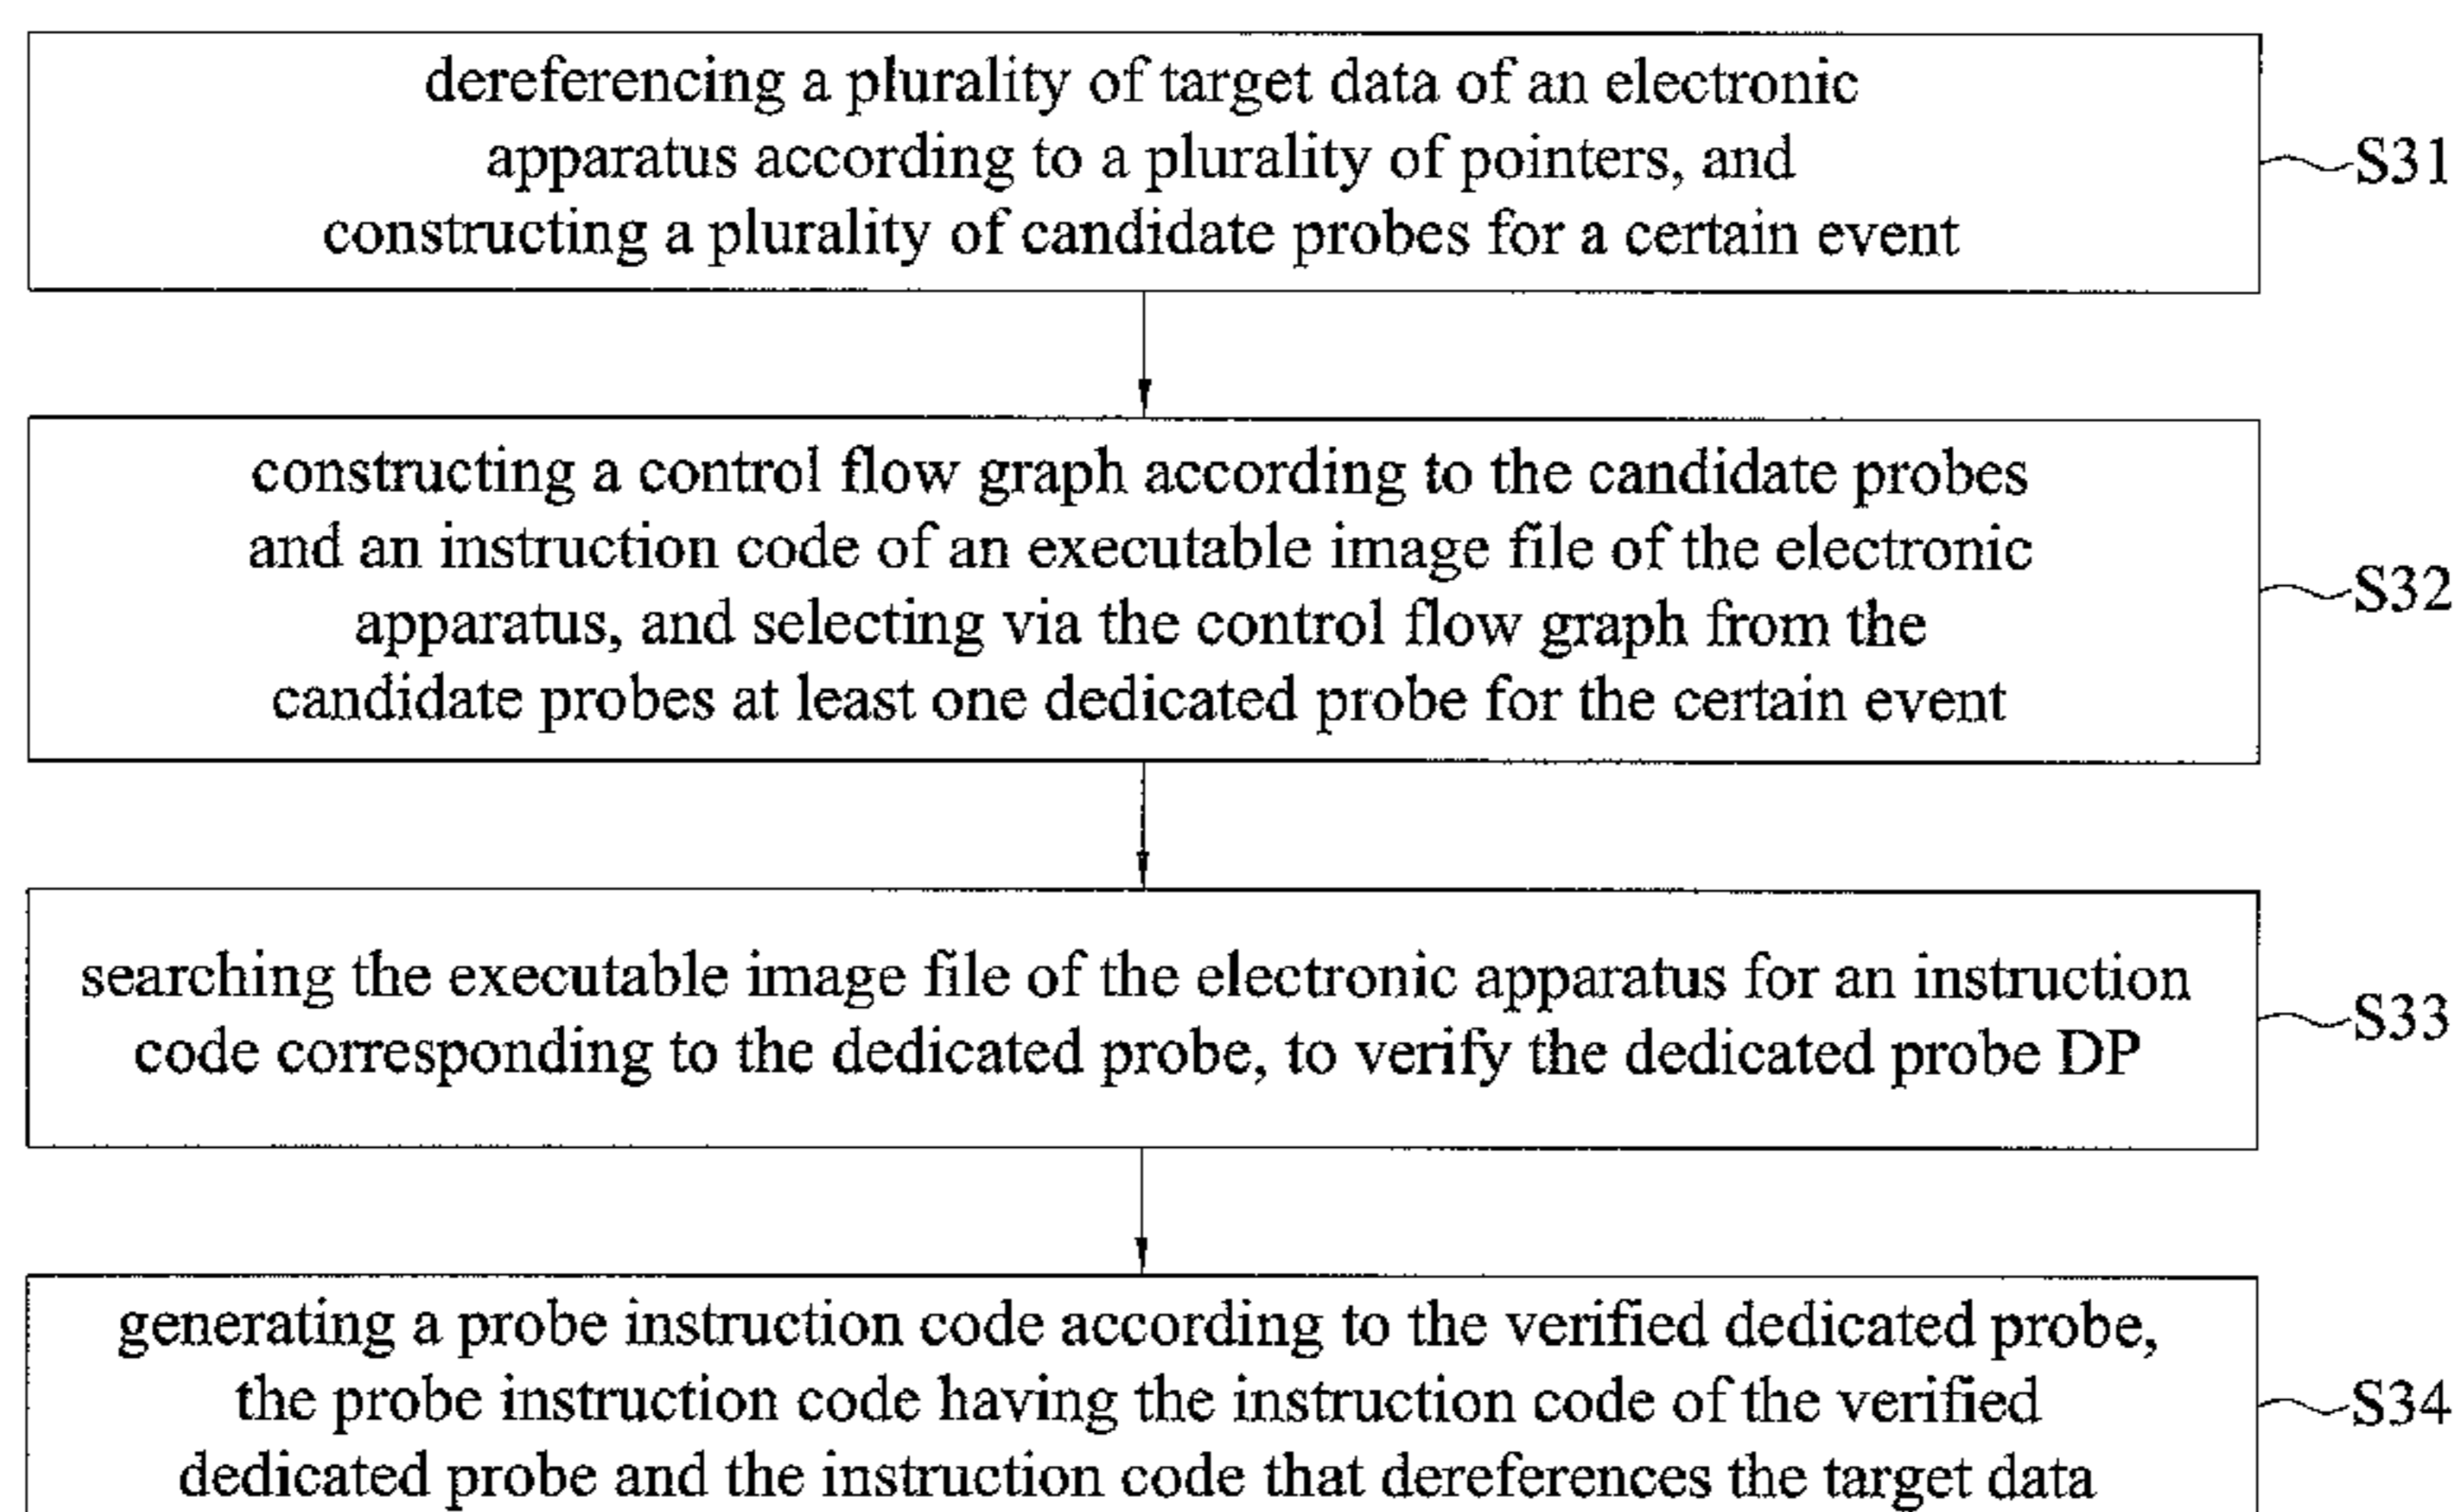 dereferencing a plurality of target data of an electronic
apparatus according to a plurality of pointers, and
constructing a plurality of candidate probes for a certain event
S31
constructing a control flow graph according to the candidate probes
and an instruction code of an executable image file of the electronic
apparatus, and selecting via the control flow graph from the
candidate probes at least one dedicated probe for the certain event
S32
searching the executable image file of the electronic apparatus for an instruction
code corresponding to the dedicated probe, to verify the dedicated probe DP
S33
generating a probe instruction code according to the verified dedicated probe,
the probe instruction code having the instruction code of the verified
dedicated probe and the instruction code that dereferences the target data
S34